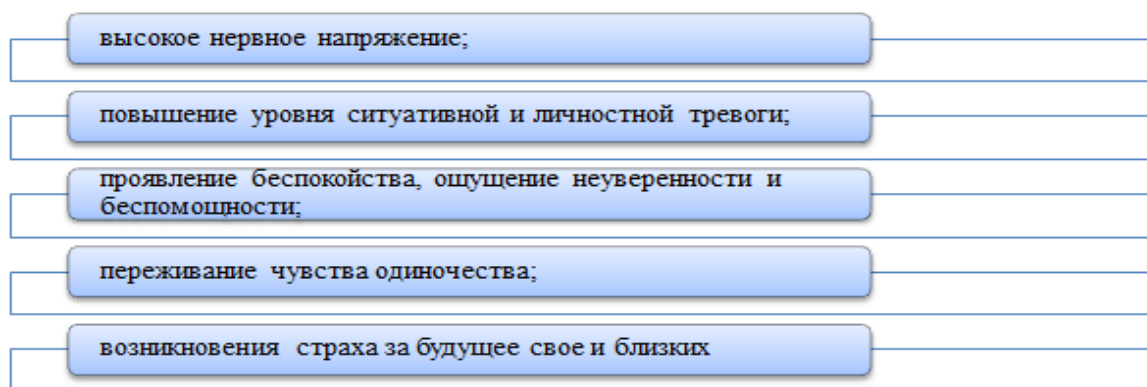 высокое нервное напряжение;
повышение уровня ситуативной и личностной тревоги;
проявление беспокойства, ощущение неуверенности и
беспомощности;
переживание чувства одиночества;
возникновения страха за будущее свое и близких